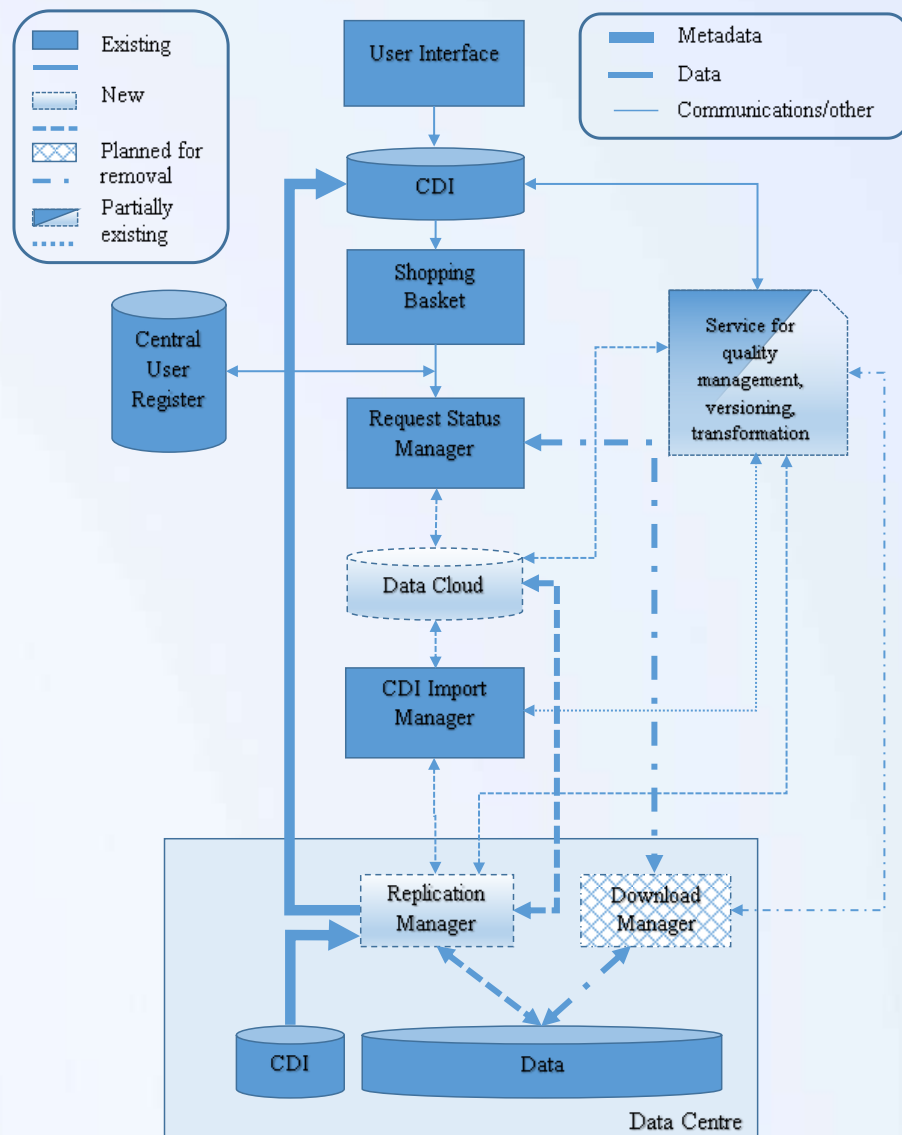 Existing
New
Planned for
removal
Partially
existing
Metadata
Data
Communications/other
User Interface
CDI
Shopping
Basket
Central
User
Register
Service for
quality
management,
versioning,
transformation
Request Status
Manager
Data Cloud
CDI Import
Manager
Replication
Manager
Download
Manager
CDI
Data
Data Centre